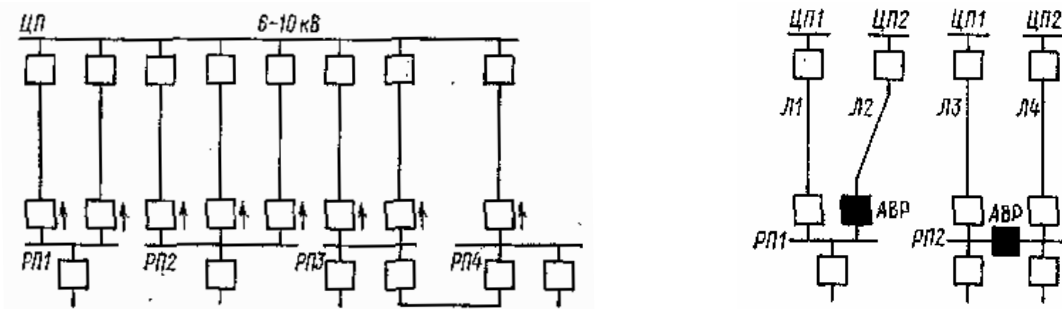 ЦП 6-10 кВ
РП1 РП2 РП3 РП4
ЦП1 ЦП2 ЦП1 ЦП2
Л1 Л2 Л3 Л4
АВР АВР
РП1 РП2